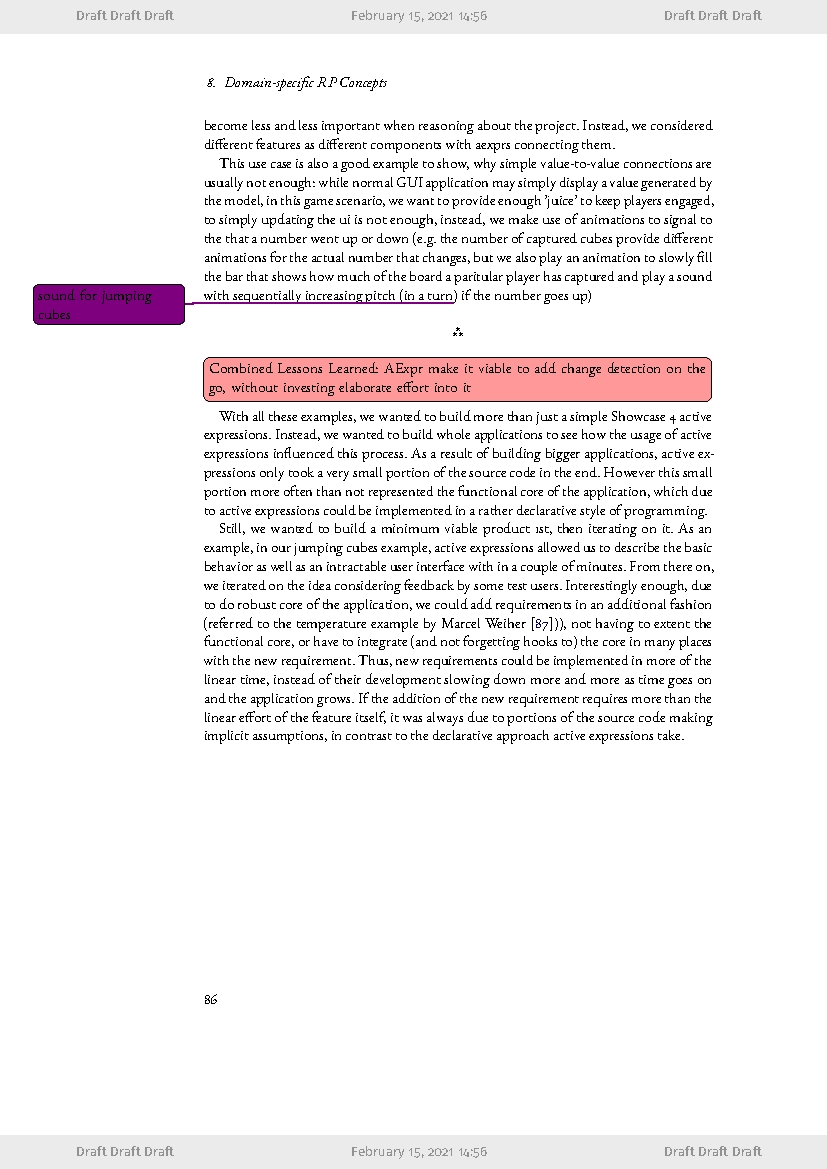 Draft Draft Draft February 15, 2021 14:56 Draft Draft Draft
8. Domain-specific RP Concepts
become less and less important when reasoning about the project. Instead, we considered
different features as different components with aexprs connecting them.
This use case is also a good example to show, why simple value-to-value connections are
usually not enough: while normal GUI application may simply display a value generated by
the model, in this game scenario, we want to provide enough 'juice' to keep players engaged,
to simply updating the ui is not enough, instead, we make use of animations to signal to
the that a number went up or down (e.g. the number of captured cubes provide different
animations for the actual number that changes, but we also play an animation to slowly fill
the bar that shows how much of the board a paritular player has captured and play a sound
with sequentially increasing pitch (in a turn) if the number goes up)
sound for jumping
cubes
⁂
Combined Lessons Learned: AExpr make it viable to add change detection on the
go, without investing elaborate effort into it
With all these examples, we wanted to build more than just a simple Showcase 4 active
expressions. Instead, we wanted to build whole applications to see how the usage of active
expressions influenced this process. As a result of building bigger applications, active ex-
pressions only took a very small portion of the source code in the end. However this small
portion more often than not represented the functional core of the application, which due
to active expressions could be implemented in a rather declarative style of programming.
Still, we wanted to build a minimum viable product 1st, then iterating on it. As an
example, in our jumping cubes example, active expressions allowed us to describe the basic
behavior as well as an intractable user interface with in a couple of minutes. From there on,
we iterated on the idea considering feedback by some test users. Interestingly enough, due
to do robust core of the application, we could add requirements in an additional fashion
(referred to the temperature example by Marcel Weiher [87])), not having to extent the
functional core, or have to integrate (and not forgetting hooks to) the core in many places
with the new requirement. Thus, new requirements could be implemented in more of the
linear time, instead of their development slowing down more and more as time goes on
and the application grows. If the addition of the new requirement requires more than the
linear effort of the feature itself, it was always due to portions of the source code making
implicit assumptions, in contrast to the declarative approach active expressions take.
86
Draft Draft Draft February 15, 2021 14:56 Draft Draft Draft